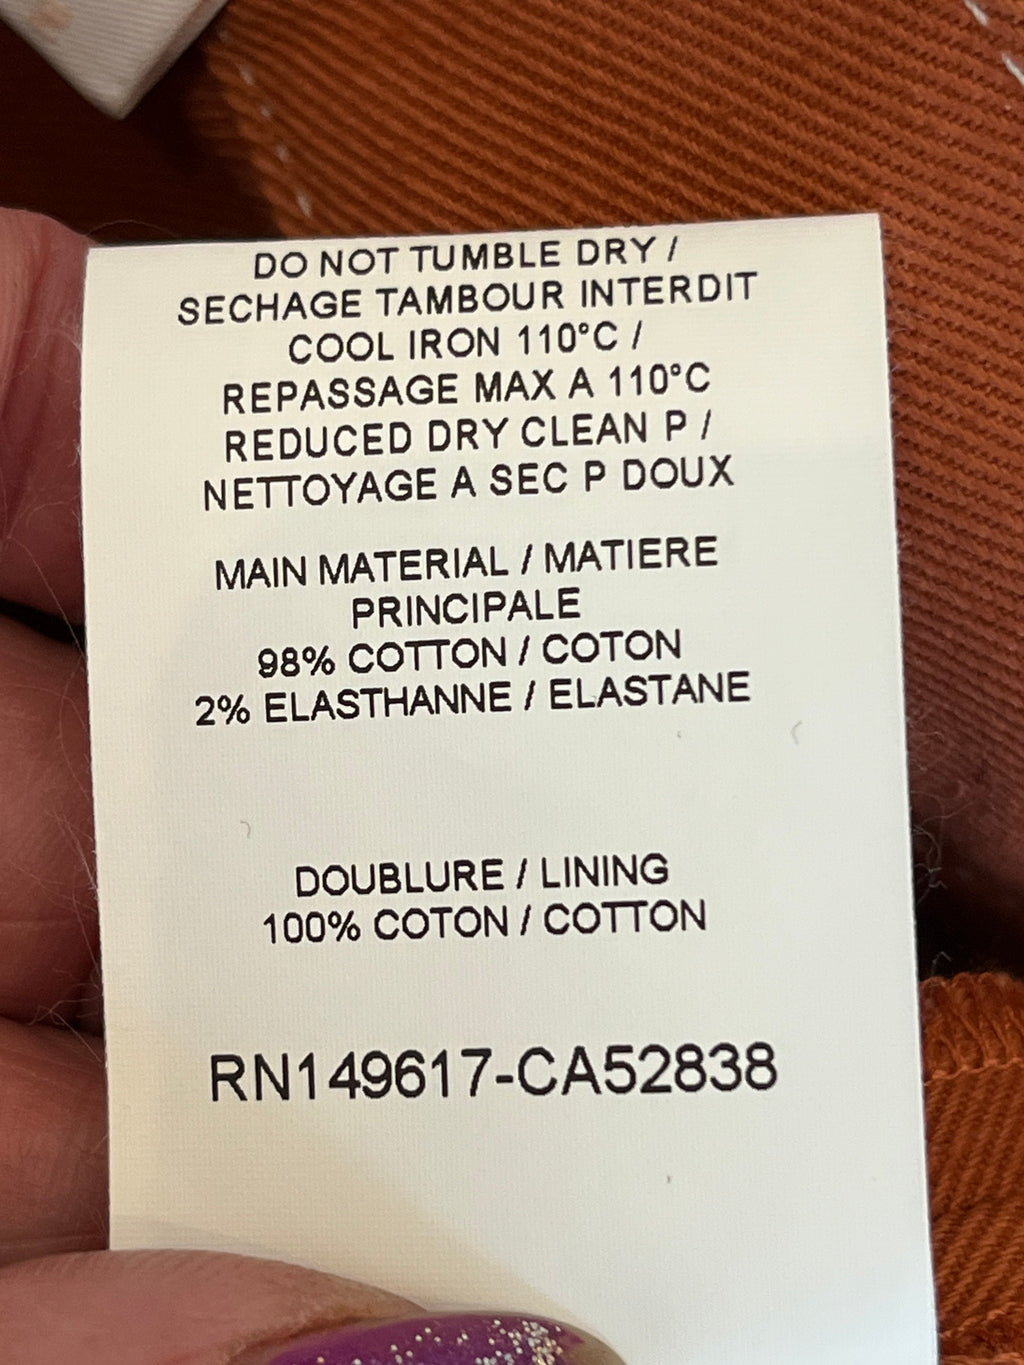 DO NOT TUMBLE DRY /
SECHAGE TAMBOUR INTERDIT
COOL IRON 110°C /
REPASSAGE MAX A 110°C
REDUCED DRY CLEAN P /
NETTOYAGE A SEC P DOUX
MAIN MATERIAL / MATIERE
PRINCIPALE
98% COTTON / COTON
2% ELASTHANNE / ELASTANE
DOUBLURE / LINING
100% COTON / COTTON
RN149617-CA52838